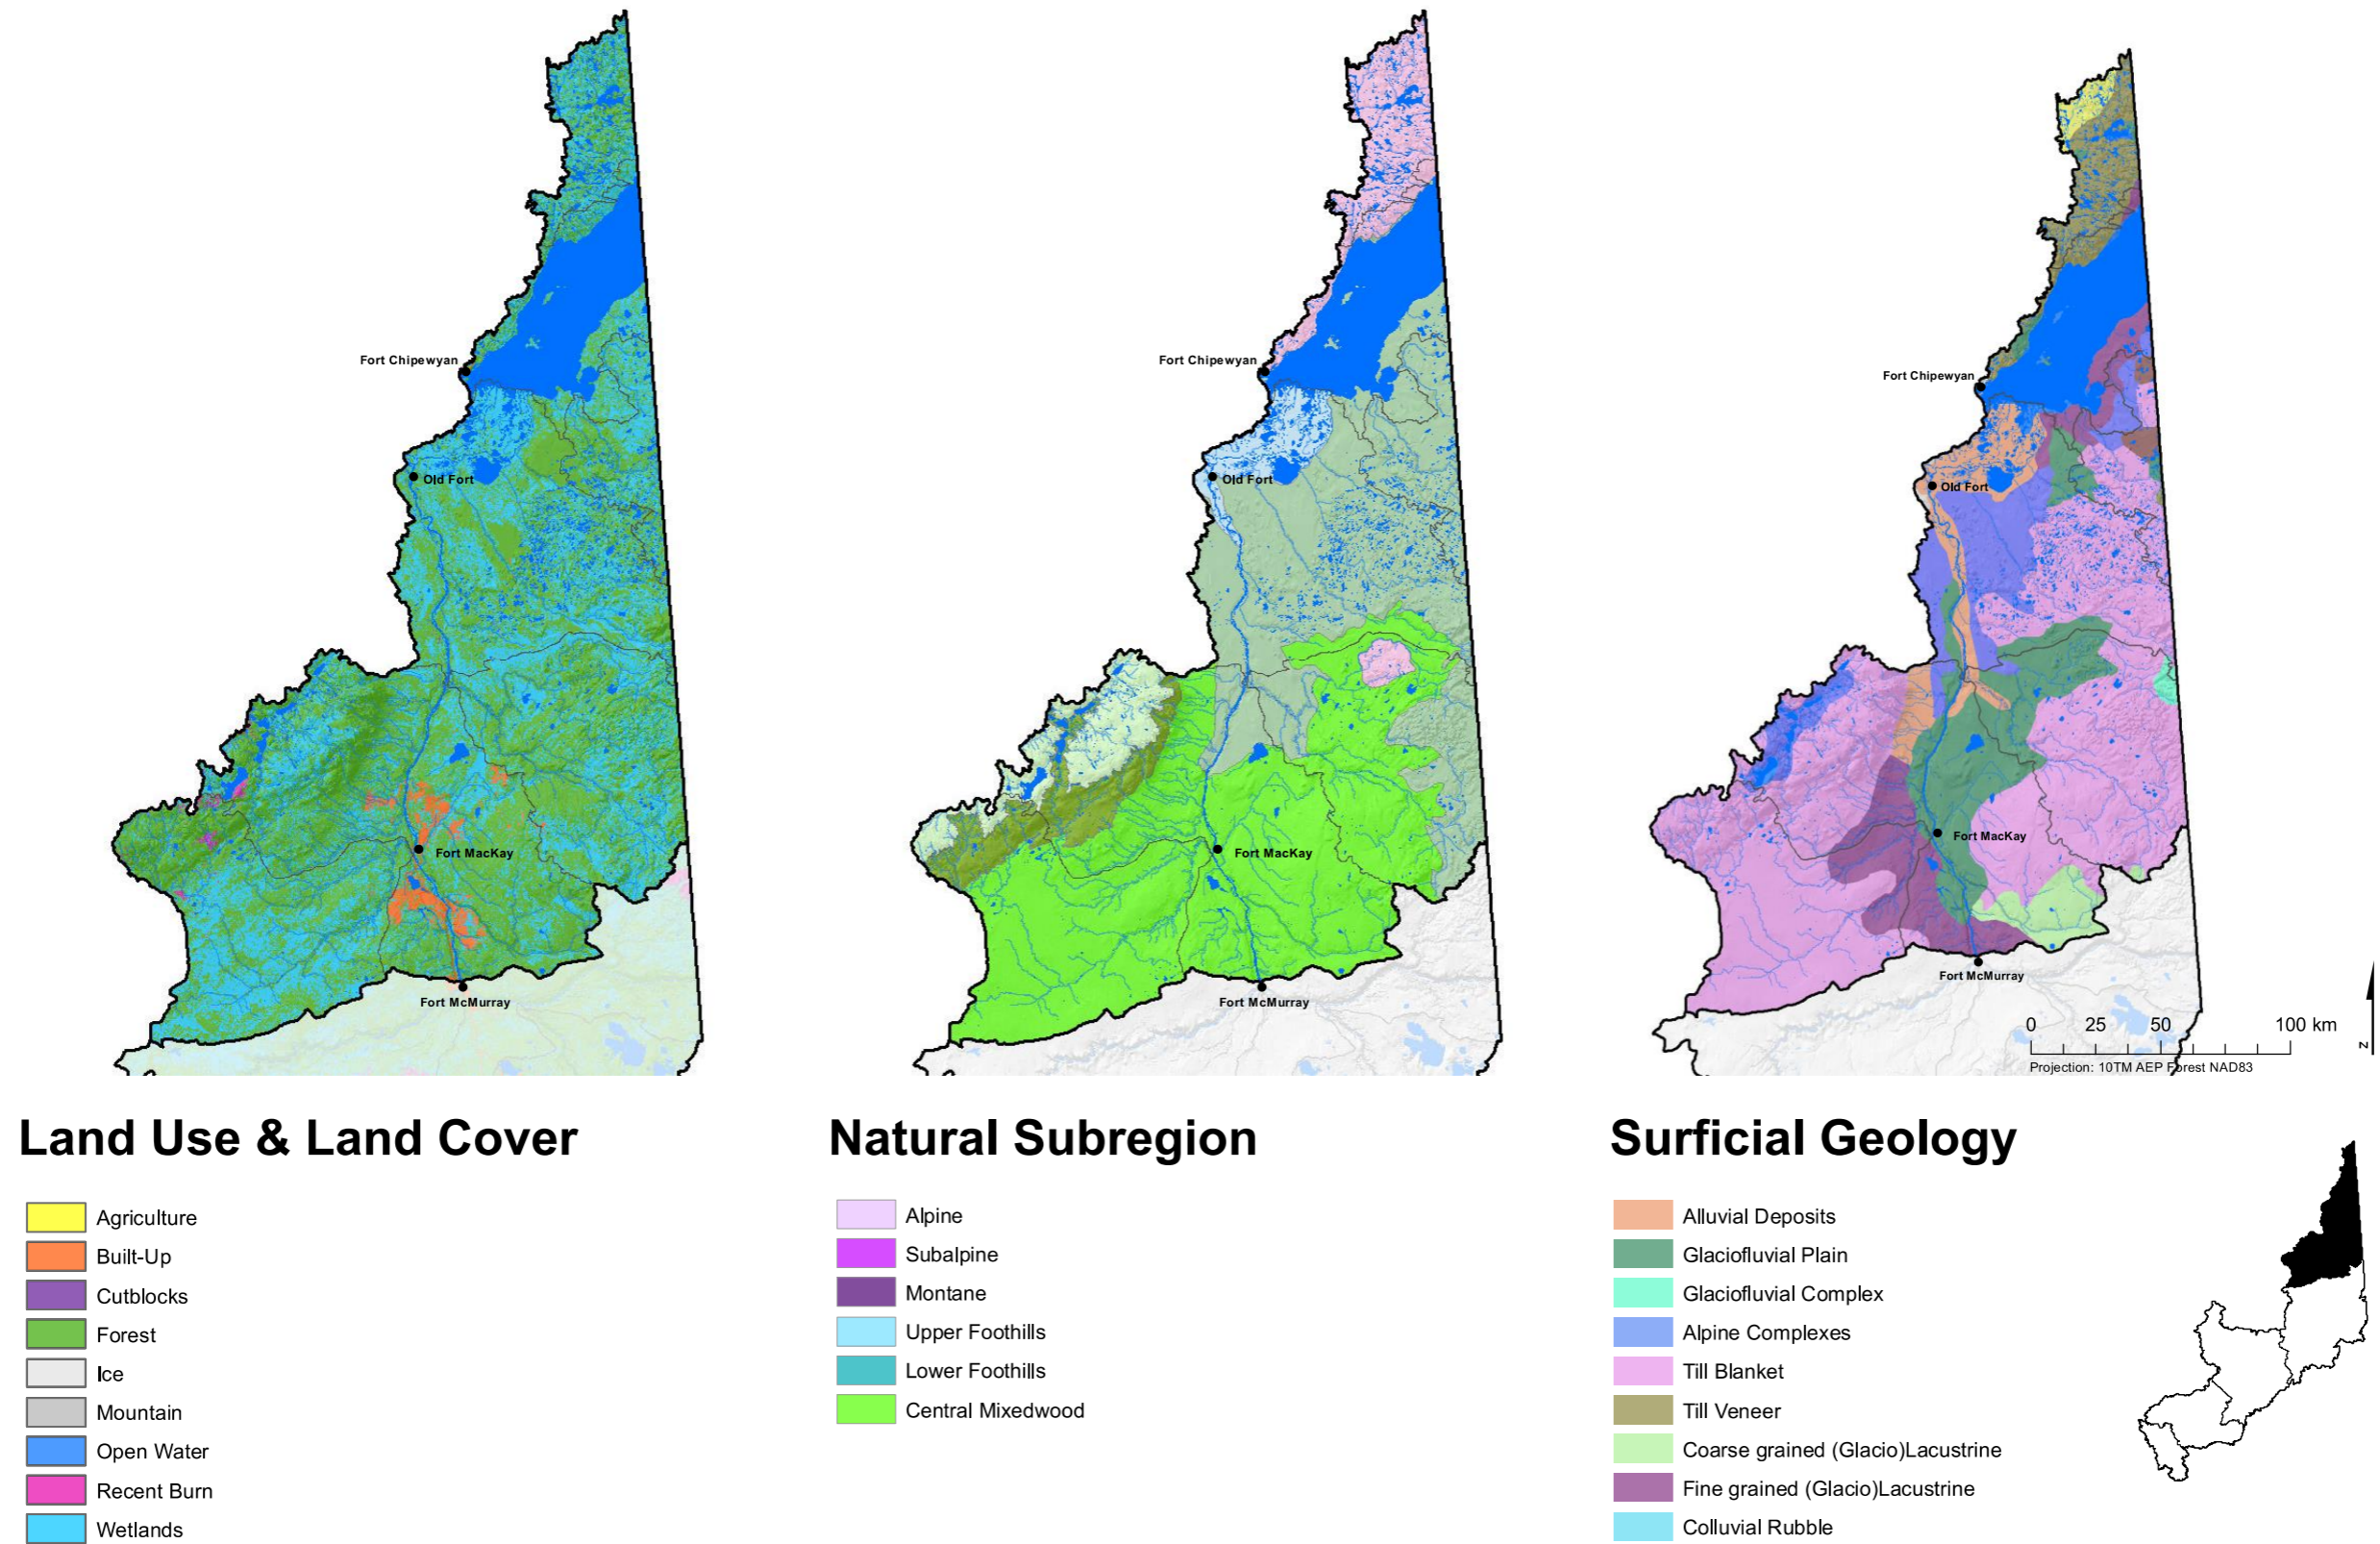 Fort Chipewyan
Old Fort
Fort MacKay
Fort McMurray
Fort Chipewyan
Old Fort
Fort MacKay
Fort McMurray
Fort Chipewyan
Old Fort
Fort MacKay
Fort McMurray
0 25 50 100 km
Projection: 10TM AEP Forest NAD83
z
Land Use & Land Cover
Agriculture
Built-Up
Cutblocks
Forest
Ice
Mountain
Open Water
Recent Burn
Wetlands
Natural Subregion
Alpine
Subalpine
Montane
Upper Foothills
Lower Foothills
Central Mixedwood
Surficial Geology
Alluvial Deposits
Glaciofluvial Plain
Glaciofluvial Complex
Alpine Complexes
Till Blanket
Till Veneer
Coarse grained (Glacio)Lacustrine
Fine grained (Glacio)Lacustrine
Colluvial Rubble